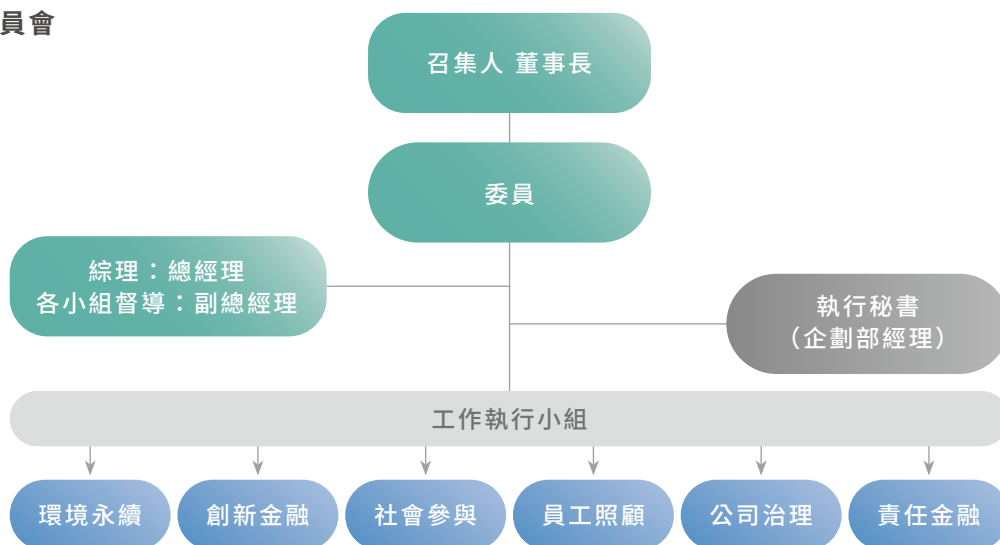 員會
召集人 董事長
委員
綜理：總經理
各小組督導：副總經理
執行秘書
（企劃部經理）
工作執行小組
環境永續
創新金融
社會參與
員工照顧
公司治理
責任金融